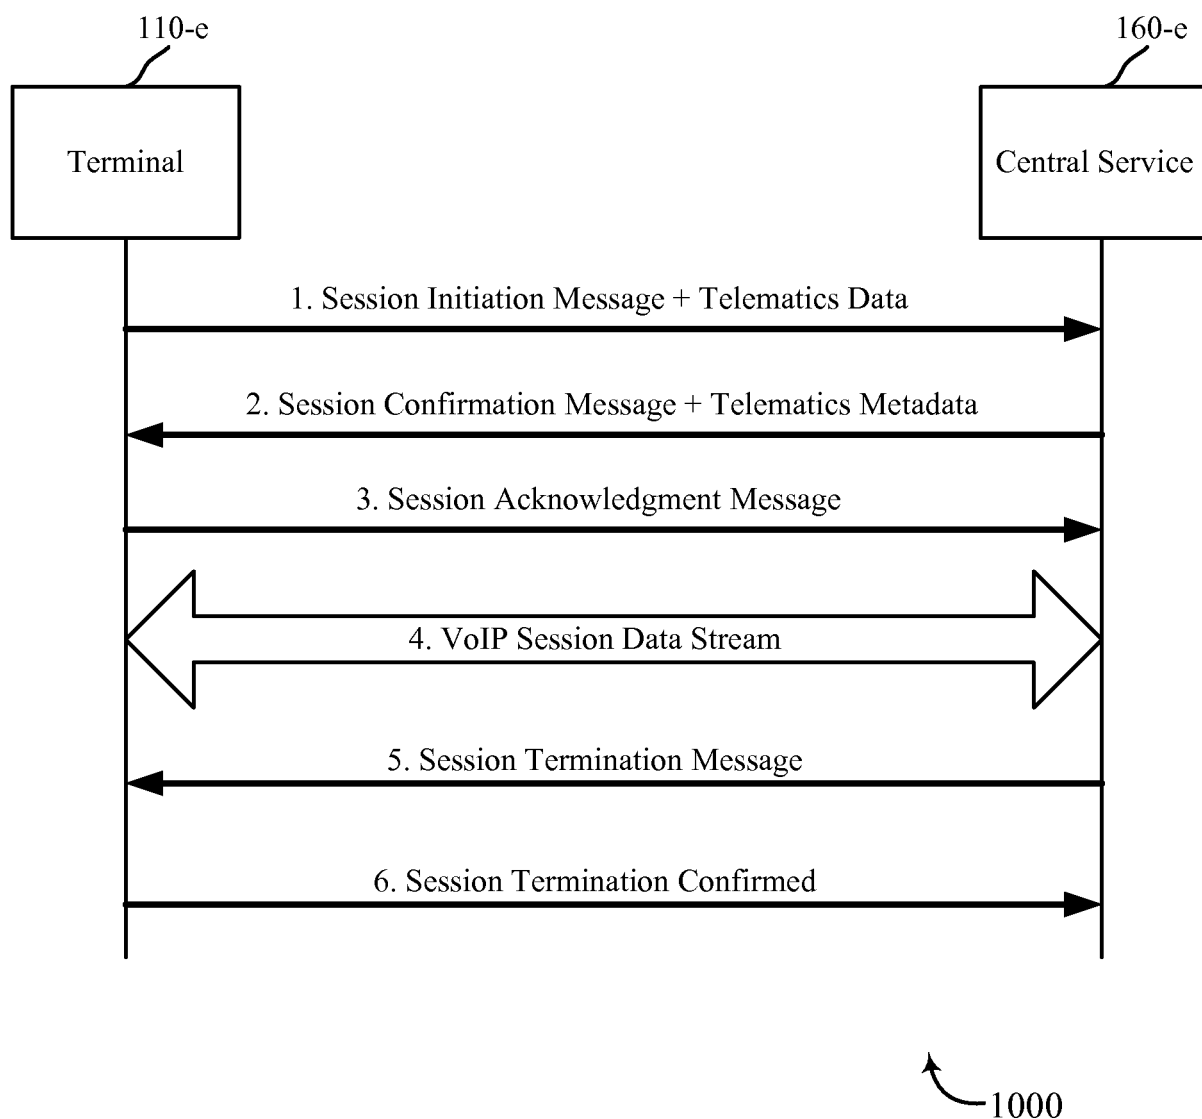 110-e
160-e
Terminal
Central Service
1. Session Initiation Message + Telematics Data
2. Session Confirmation Message + Telematics Metadata
3. Session Acknowledgment Message
4. VoIP Session Data Stream
5. Session Termination Message
6. Session Termination Confirmed
1000